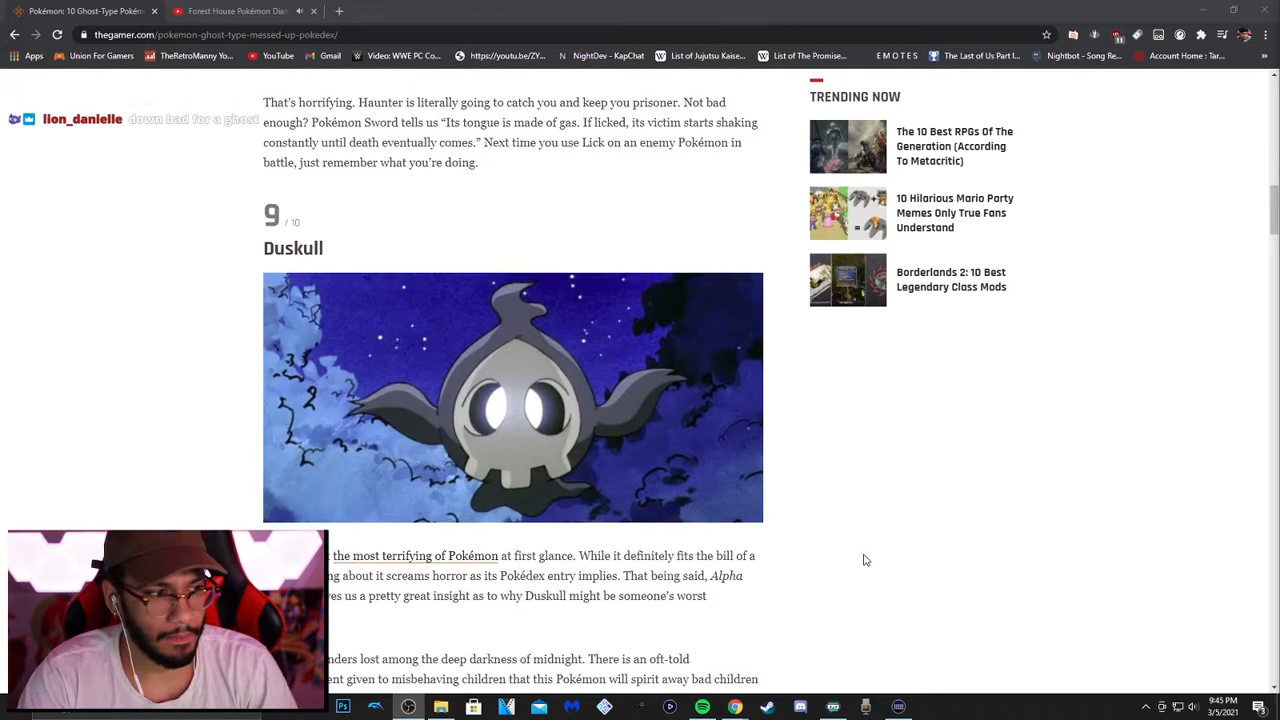 Pokémon: 10 Ghost Type Pokém
Forest House Pokémon Diam
unthegamer.com/pokemon-ghost-type-messed-up-pokedex/
Apps
Union
TheRetroManny Yo...
YouTube
Gmail
Video: WWE PC Co...
https://youtu.be/ZY...
NightDev - KapChat
List of Jujutsu Kaise...
List of The Promise...
E M O T E S
The Last of Us Part I...
Nightbot - Song Re...
Account Home : Tar...
lion_danielle down bad for a ghost
That's horrifying. Haunter is literally going to catch you and keep you prisoner. Not bad
enough? Pokémon Sword tells us “Its tongue is made of gas. If licked, its victim starts shaking
constantly until death eventually comes.” Next time you use Lick on an enemy Pokémon in
battle, just remember what you're doing.
9 / 10
Duskull
the most terrifying of Pokémon at first glance. While it definitely fits the bill of a
ng about it screams horror as its Pokédex entry implies. That being said, Alpha
es us a pretty great insight as to why Duskull might be someone's worst
nders lost among the deep darkness of midnight. There is an oft-told
ent given to misbehaving children that this Pokémon will spirit away bad children
TRENDING NOW
The 10 Best RPGs Of The
Generation (According
To Metacritic)
10 Hilarious Mario Party
Memes Only True Fans
Understand
Borderlands 2: 10 Best
Legendary Class Mods
9:45 PM
3/5/2021